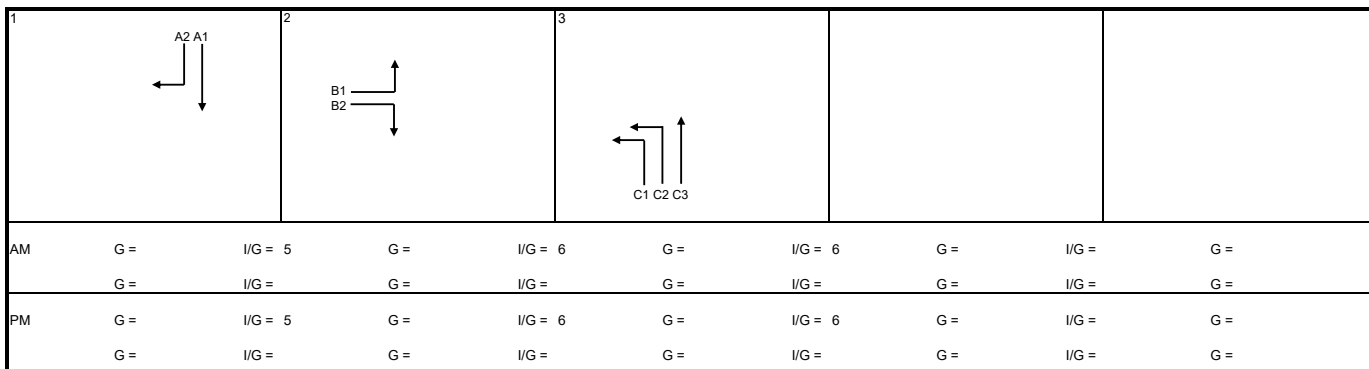 1 2 3
A2 A1
B1
B2
C1 C2 C3
AM G = I/G = 5 G = I/G = 6 G = I/G = 6 G = I/G = G =
G = I/G = G = I/G = G = I/G = G = I/G = G =
PM G = I/G = 5 G = I/G = 6 G = I/G = 6 G = I/G = G =
G = I/G = G = I/G = G = I/G = G = I/G = G =